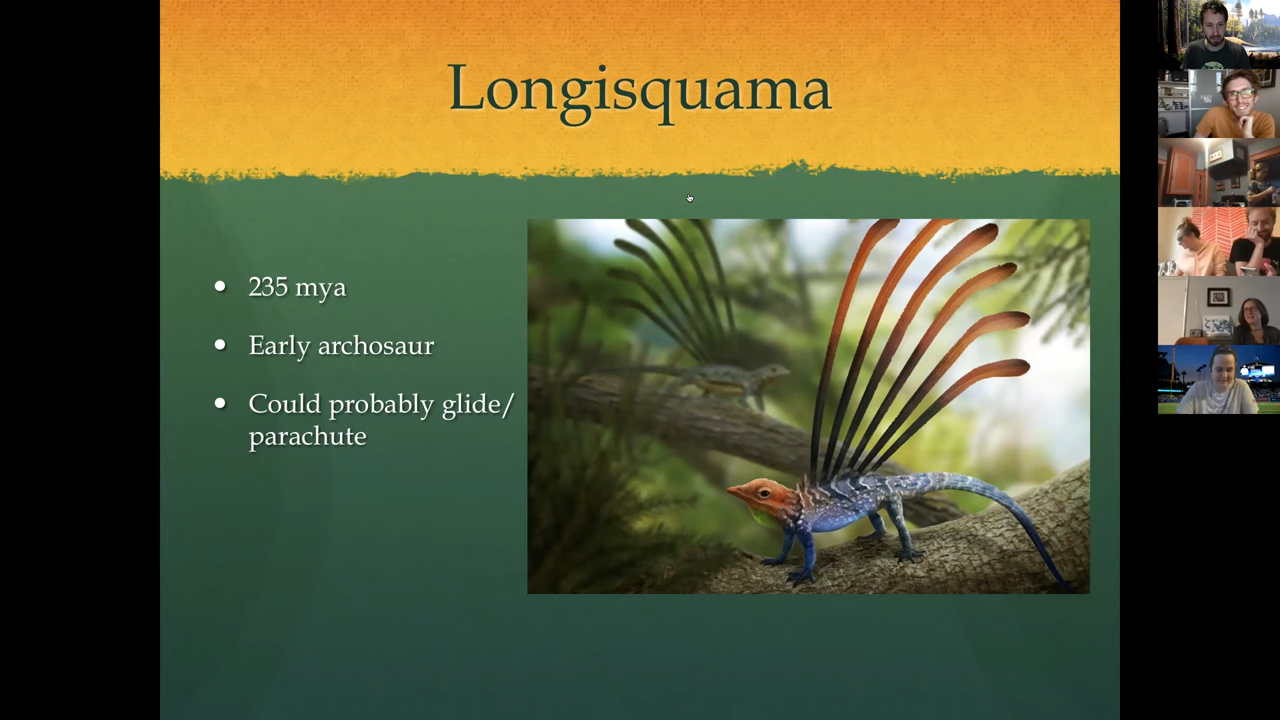 Longisquama
235 mya
Early archosaur
Could probably glide/
parachute